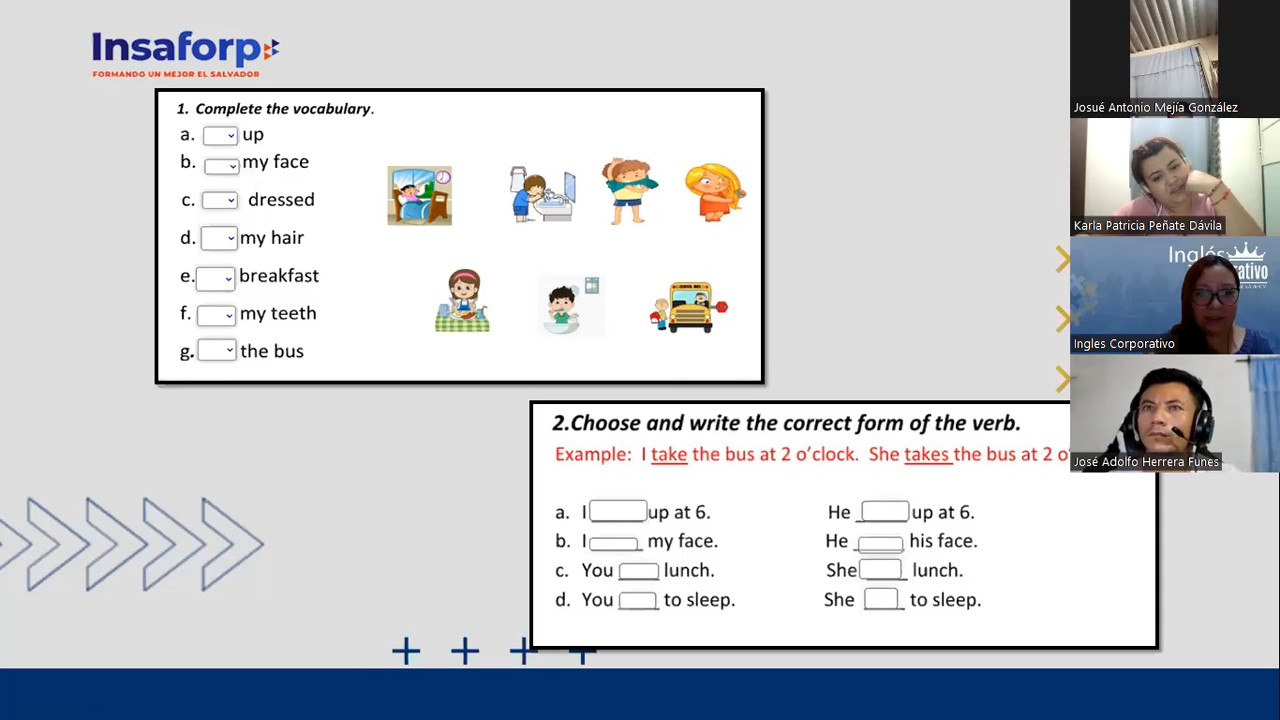 Insaforp
FORMANDO UN MEJOR EL SALVADOR
1. Complete the vocabulary.
a. up
b. my face
c. dressed
d. my hair
e. breakfast
f. my teeth
g. the bus
2.Choose and write the correct form of the verb.
Example: I take the bus at 2 o'clock. She takes the bus at 2 o'
a. I up at 6. He up at 6.
b. I my face. He his face.
c. You lunch. She lunch.
d. You to sleep. She to sleep.
Josué Antonio Mejía González
Karla Patricia Peñate Dávila
Inglés
Ingles Corporativo
José Adolfo Herrera Funes